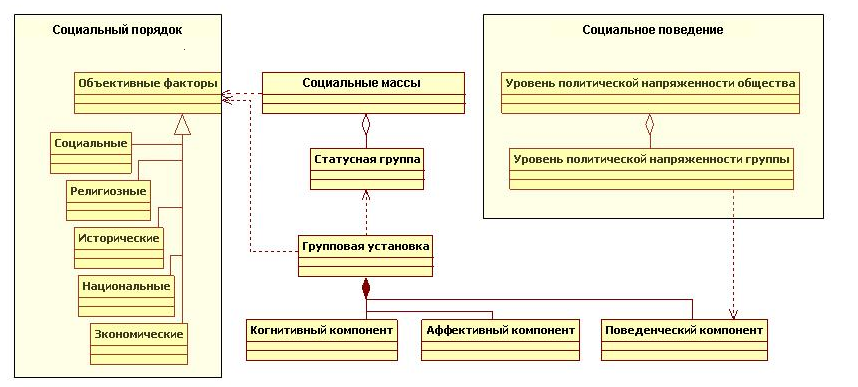 Социальный порядок
Объективные факторы
Социальные
Религиозные
Исторические
Национальные
Экономические
Социальные массы
Статусная группа
Групповая установка
Когнитивный компонент
Аффективный компонент
Поведенческий компонент
Социальное поведение
Уровень политической напряженности общества
Уровень политической напряженности группы